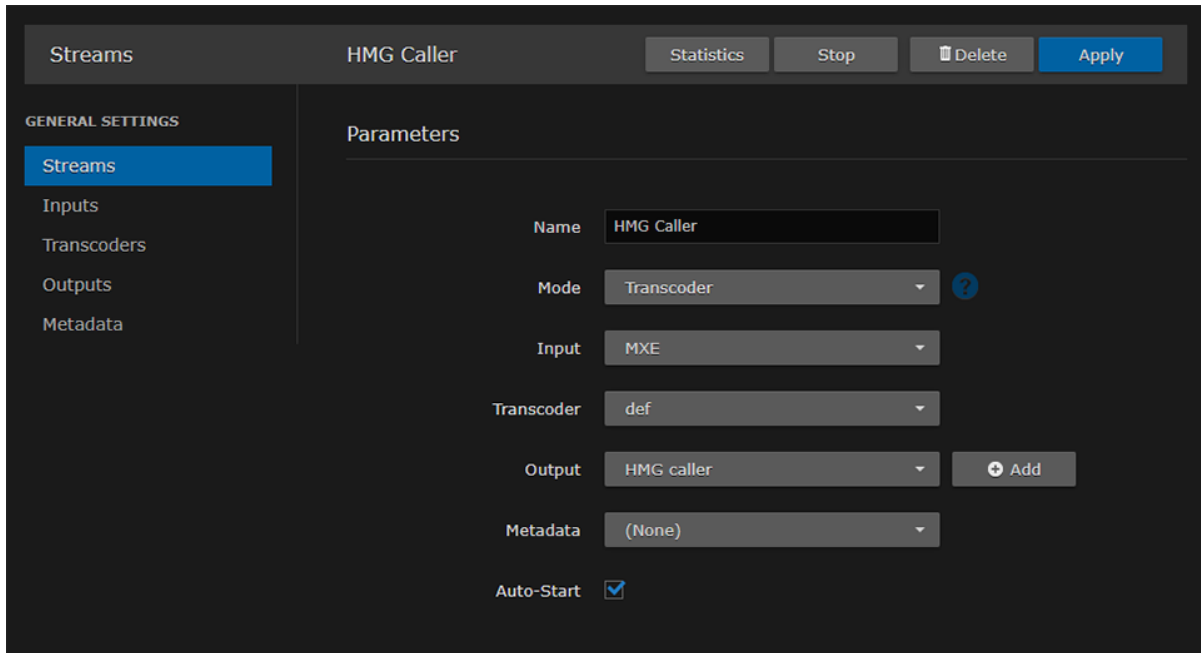 Streams HMG Caller Statistics Stop Delete Apply
GENERAL SETTINGS
Streams
Inputs
Transcoders
Outputs
Metadata
Parameters
Name HMG Caller
Mode Transcoder ?
Input MXE
Transcoder def
Output HMG caller Add
Metadata (None)
Auto-Start